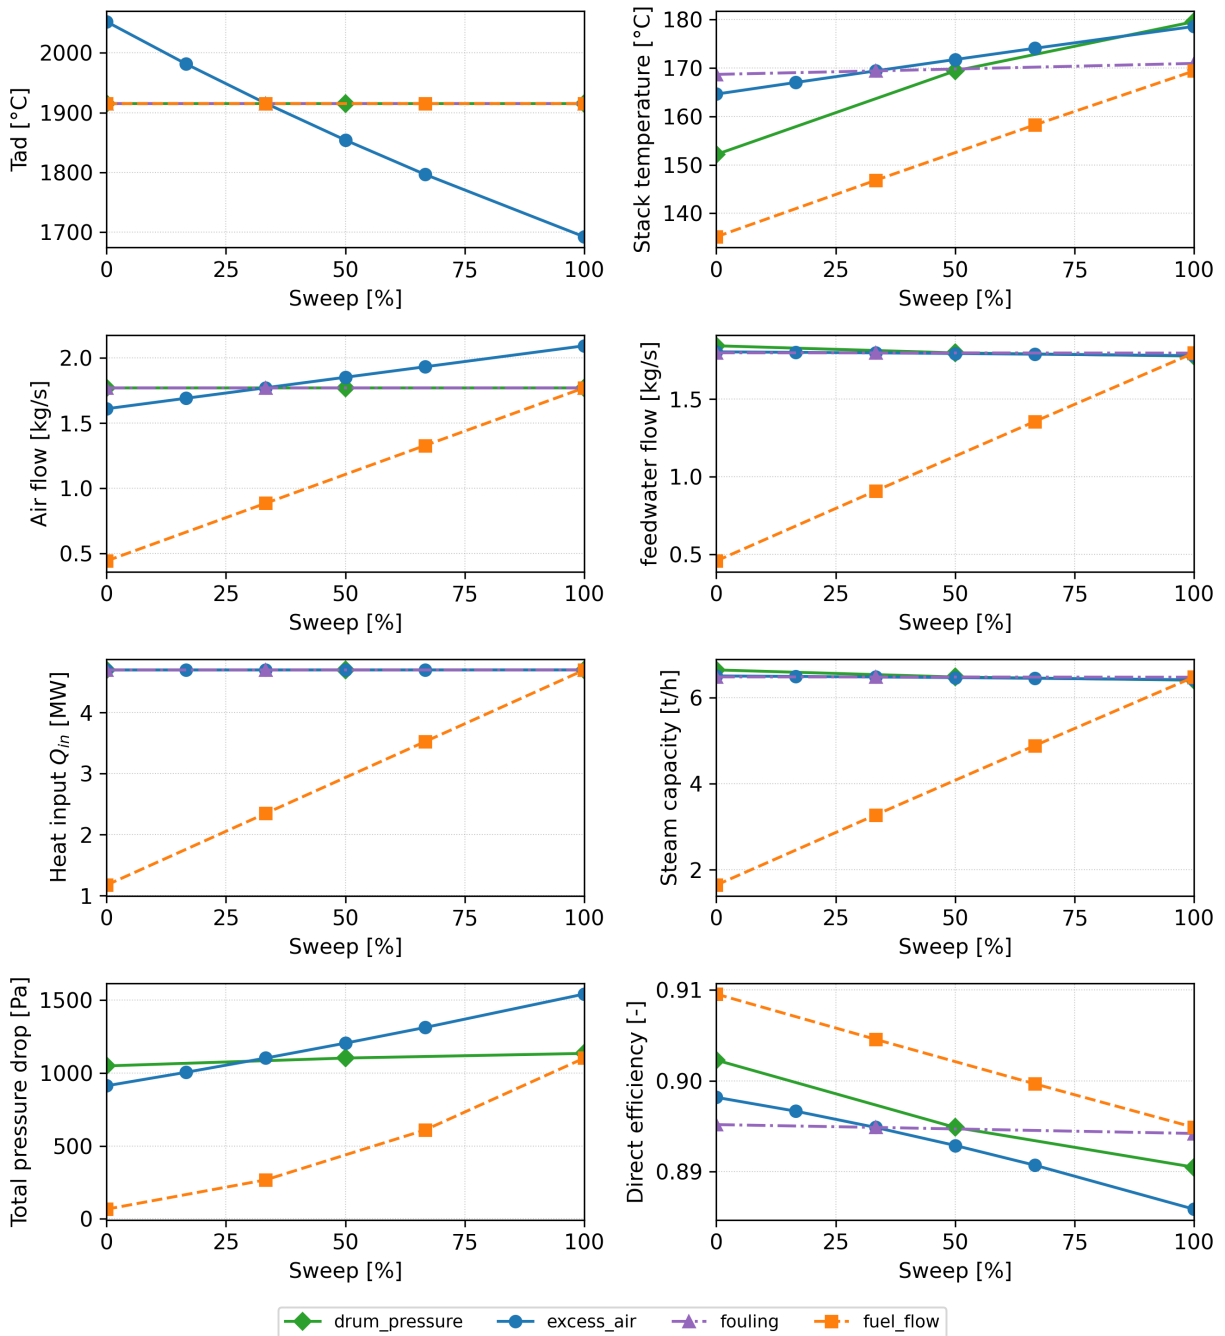 Tad [°C]
2000
1900
1800
1700
0 25 50 75 100
Sweep [%]
Stack temperature [°C]
180
170
160
150
140
0 25 50 75 100
Sweep [%]
Air flow [kg/s]
2.0
1.5
1.0
0.5
0 25 50 75 100
Sweep [%]
feedwater flow [kg/s]
1.5
1.0
0.5
0 25 50 75 100
Sweep [%]
Heat input Q_in [MW]
4
3
2
1
0 25 50 75 100
Sweep [%]
Steam capacity [t/h]
6
4
2
0 25 50 75 100
Sweep [%]
Total pressure drop [Pa]
1500
1000
500
0
0 25 50 75 100
Sweep [%]
Direct efficiency [-]
0.91
0.90
0.89
0 25 50 75 100
Sweep [%]
drum_pressure excess_air fouling fuel_flow